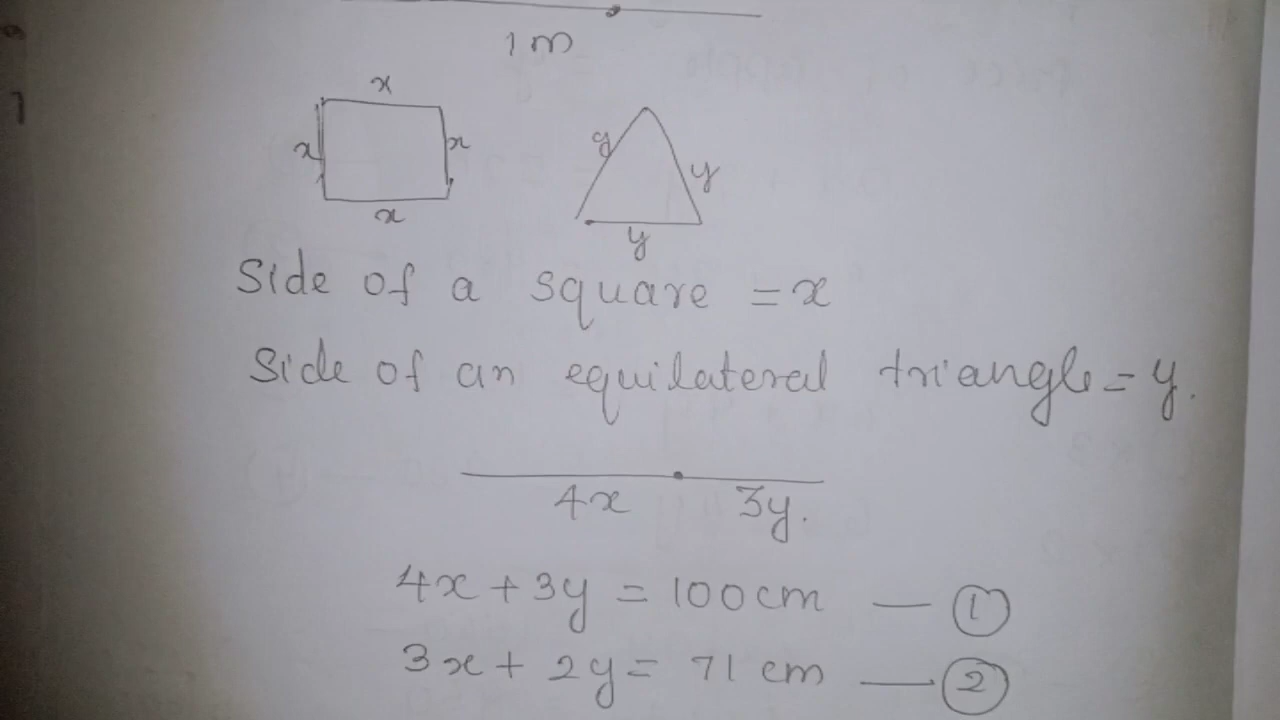 1 m
x
x x
x
y
y
y
Side of a square = x
Side of an equilateral triangle = y.
4x 3y.
4x + 3y = 100cm — ①
3x + 2y = 71 cm — ②